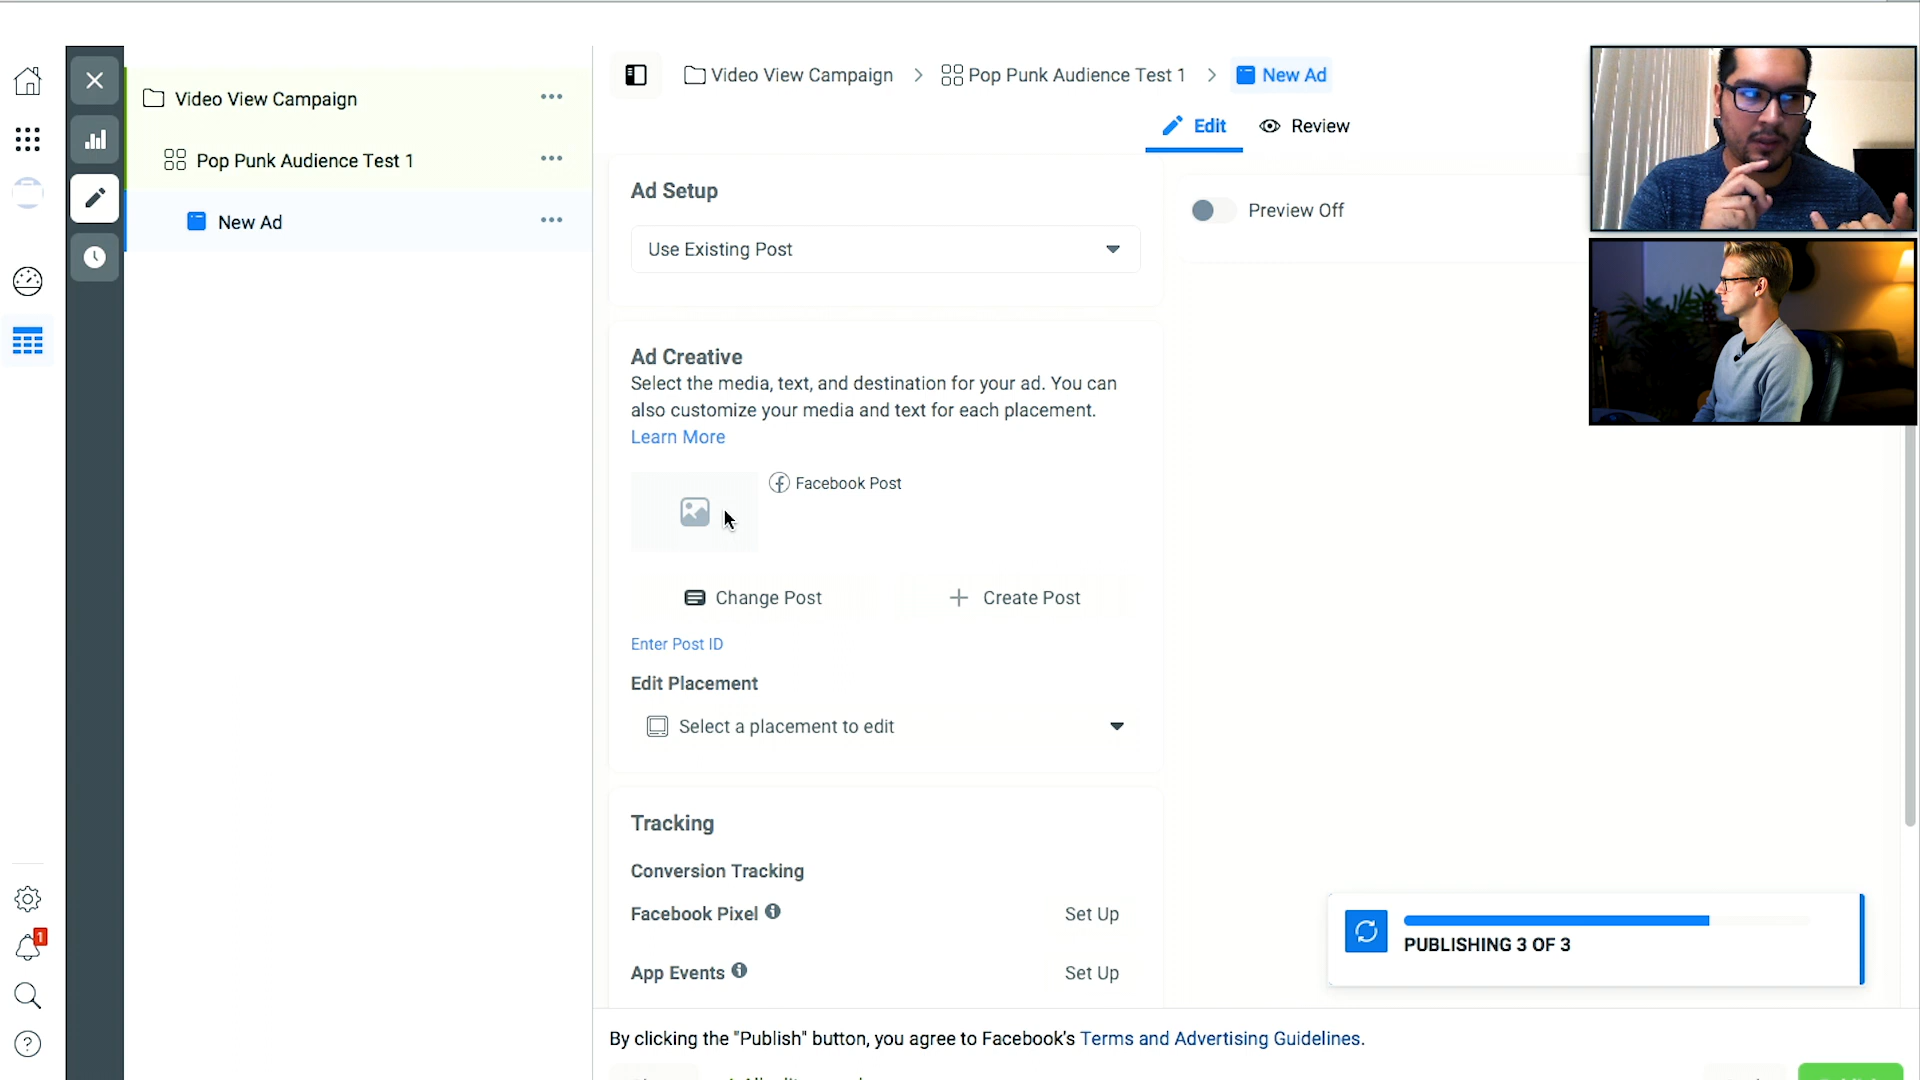 Video View Campaign
Pop Punk Audience Test 1
New Ad
Video View Campaign > Pop Punk Audience Test 1 > New Ad
Edit
Review
Ad Setup
Use Existing Post
Preview Off
Ad Creative
Select the media, text, and destination for your ad. You can
also customize your media and text for each placement.
Learn More
Facebook Post
Change Post
Create Post
Enter Post ID
Edit Placement
Select a placement to edit
Tracking
Conversion Tracking
Facebook Pixel
Set Up
App Events
Set Up
1
PUBLISHING 3 OF 3
By clicking the "Publish" button, you agree to Facebook's Terms and Advertising Guidelines.